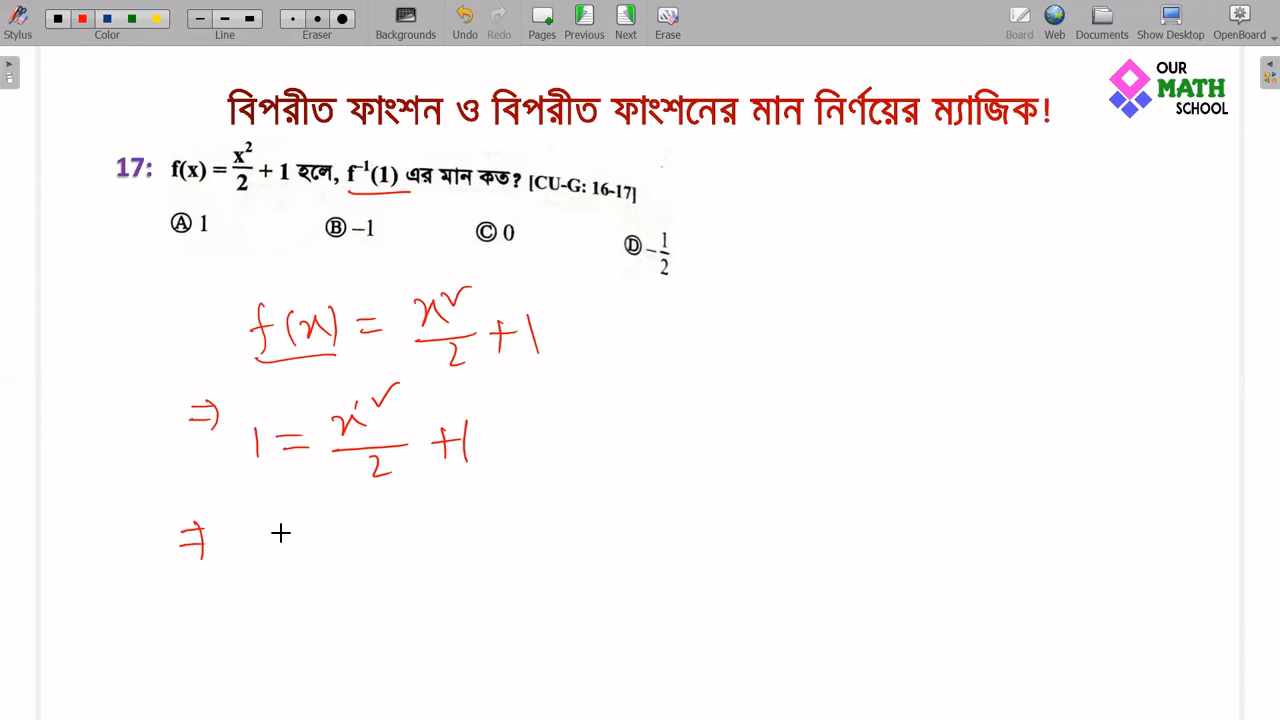 Stylus Color Line Eraser Backgrounds Undo Redo Pages Previous Next Erase Board Web Documents Show Desktop OpenBoard
OUR MATH SCHOOL
বিপরীত ফাংশন ও বিপরীত ফাংশনের মান নির্ণয়ের ম্যাজিক!
17: f(x) = x²/2 + 1 হলে, f⁻¹(1) এর মান কত? [CU-G: 16-17]
Ⓐ 1 Ⓑ –1 Ⓒ 0 Ⓓ –1/2
f(x) = x²/2 + 1
⇒ 1 = x²/2 + 1
⇒